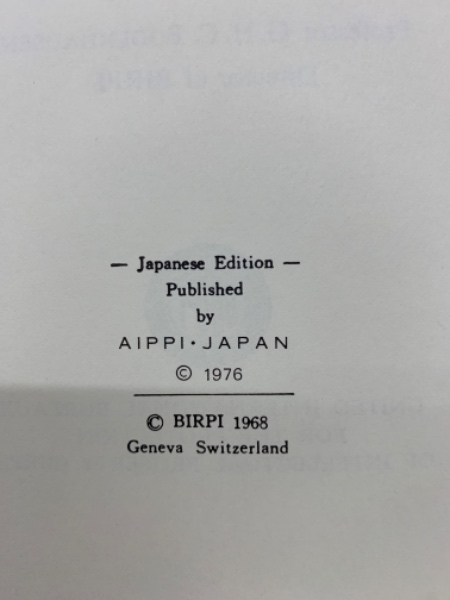 — Japanese Edition —
Published
by
AIPPI・JAPAN
© 1976
© BIRPI 1968
Geneva Switzerland